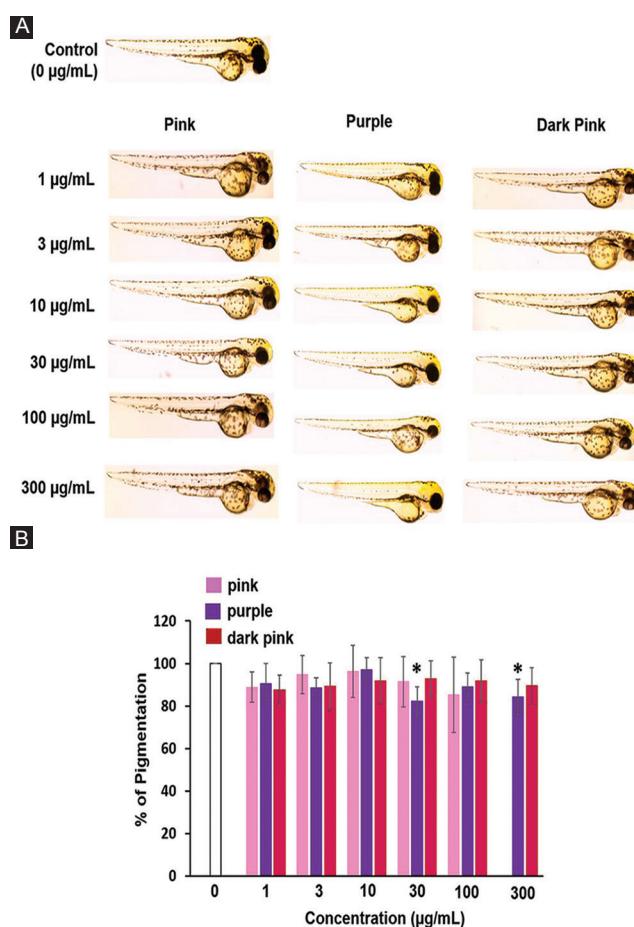 A
Control
(0 µg/mL)
Pink Purple Dark Pink
1 µg/mL
3 µg/mL
10 µg/mL
30 µg/mL
100 µg/mL
300 µg/mL
B
pink
purple
dark pink
% of Pigmentation
120
100
80
60
40
20
0
* *
0 1 3 10 30 100 300
Concentration (µg/mL)